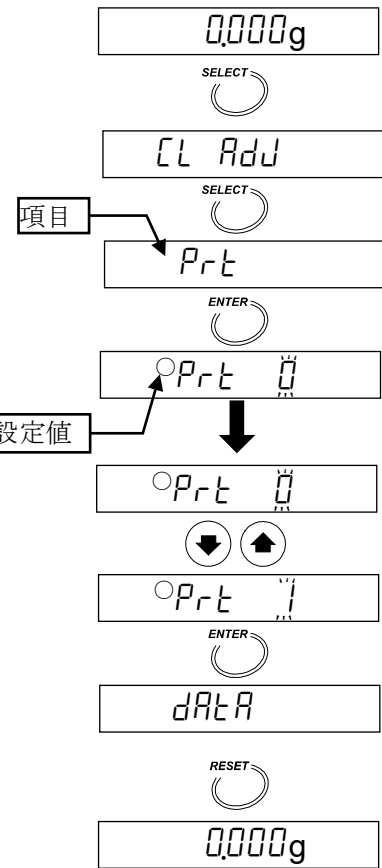 0.000g
SELECT
CL AdJ
SELECT
項目
Prt
ENTER
○Prt 0
設定値
○Prt 0
○Prt 1
ENTER
dAtA
RESET
0.000g